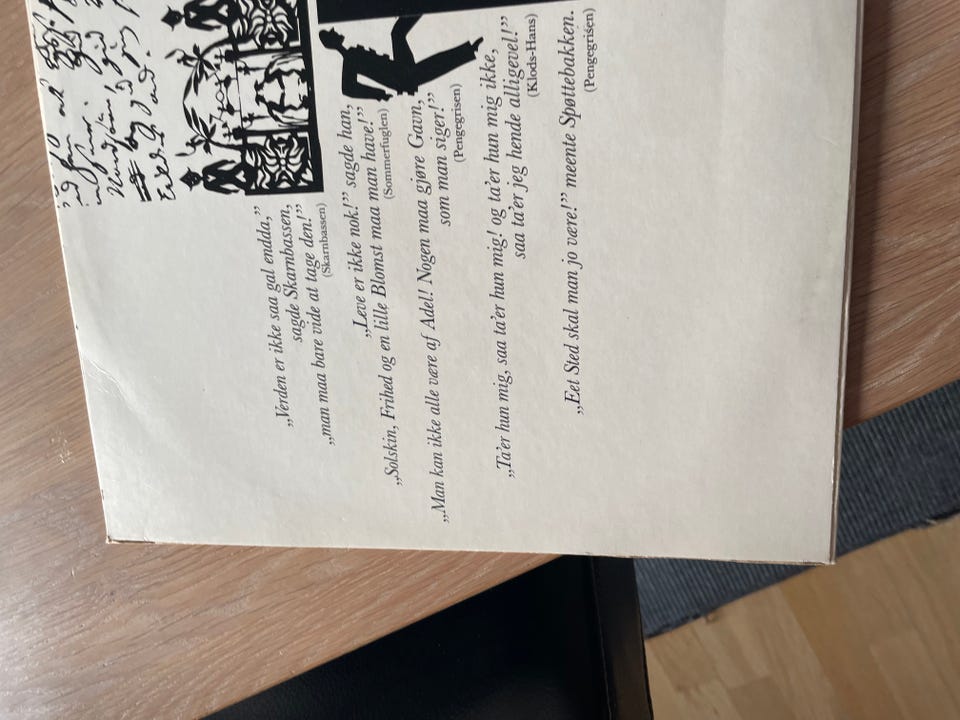 „Verden er ikke saa gal endda,”
sagde Skarnbassen,
„man maa bare vide at tage den!”
(Skarnbassen)
„Leve er ikke nok!” sagde han,
„Solskin, Frihed og en lille Blomst maa man have!”
(Sommerfuglen)
„Man kan ikke alle være af Adel! Nogen maa gjøre Gavn,
som man siger!”
(Pengegrisen)
„Ta'er hun mig, saa ta'er hun mig! og ta'er hun mig ikke,
saa ta'er jeg hende alligevel!”
(Klods-Hans)
„Eet Sted skal man jo være!” meente Spøttebakken.
(Pengegrisen)